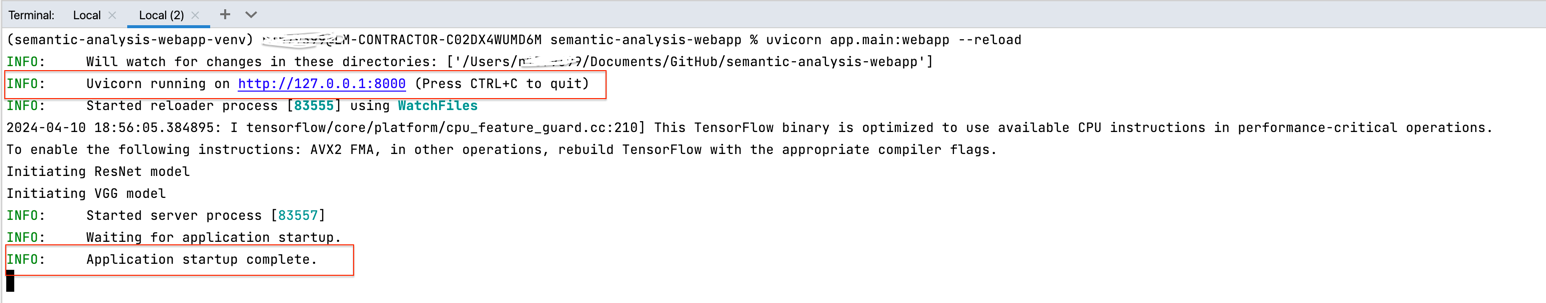 Terminal: Local × Local (2) × +
(semantic-analysis-webapp-venv) M-CONTRACTOR-C02DX4WUMD6M semantic-analysis-webapp % uvicorn app.main:webapp --reload
INFO: Will watch for changes in these directories: ['/Users/ /Documents/GitHub/semantic-analysis-webapp']
INFO: Uvicorn running on http://127.0.0.1:8000 (Press CTRL+C to quit)
INFO: Started reloader process [83555] using WatchFiles
2024-04-10 18:56:05.384895: I tensorflow/core/platform/cpu_feature_guard.cc:210] This TensorFlow binary is optimized to use available CPU instructions in performance-critical operations.
To enable the following instructions: AVX2 FMA, in other operations, rebuild TensorFlow with the appropriate compiler flags.
Initiating ResNet model
Initiating VGG model
INFO: Started server process [83557]
INFO: Waiting for application startup.
INFO: Application startup complete.